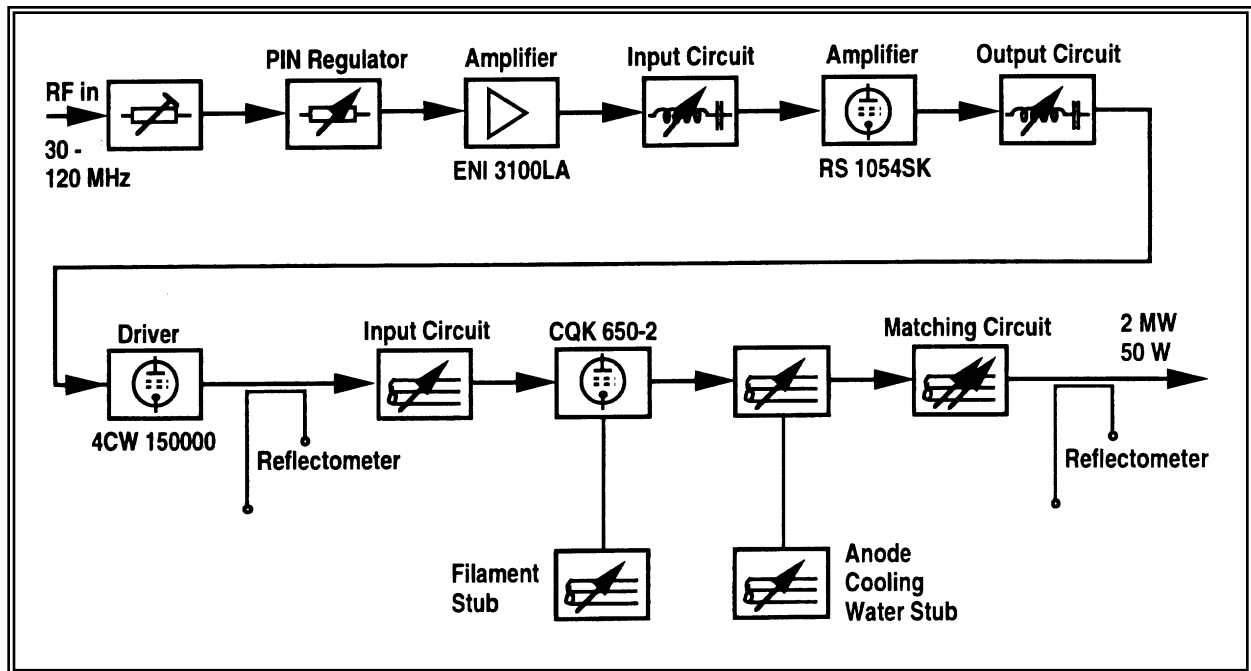 PIN Regulator
Amplifier
Input Circuit
Amplifier
Output Circuit
RF in
30 -
120 MHz
ENI 3100LA
RS 1054SK
Driver
Input Circuit
CQK 650-2
Matching Circuit
2 MW
50 W
4CW 150000
Reflectometer
Reflectometer
Filament
Stub
Anode
Cooling
Water Stub